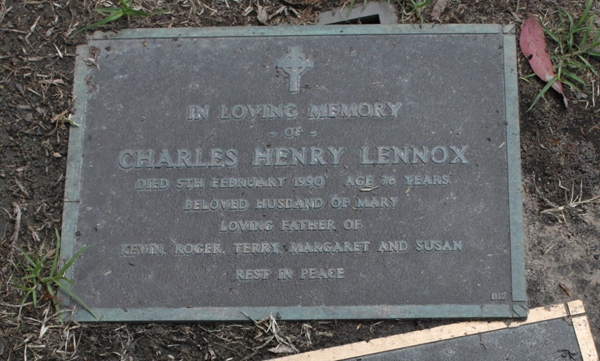 IN LOVING MEMORY
- OF -
CHARLES HENRY LENNOX
DIED 5TH FEBRUARY 1990 AGE 76 YEARS
BELOVED HUSBAND OF MARY
LOVING FATHER OF
KEVIN, ROGER, TERRY, MARGARET AND SUSAN
REST IN PEACE